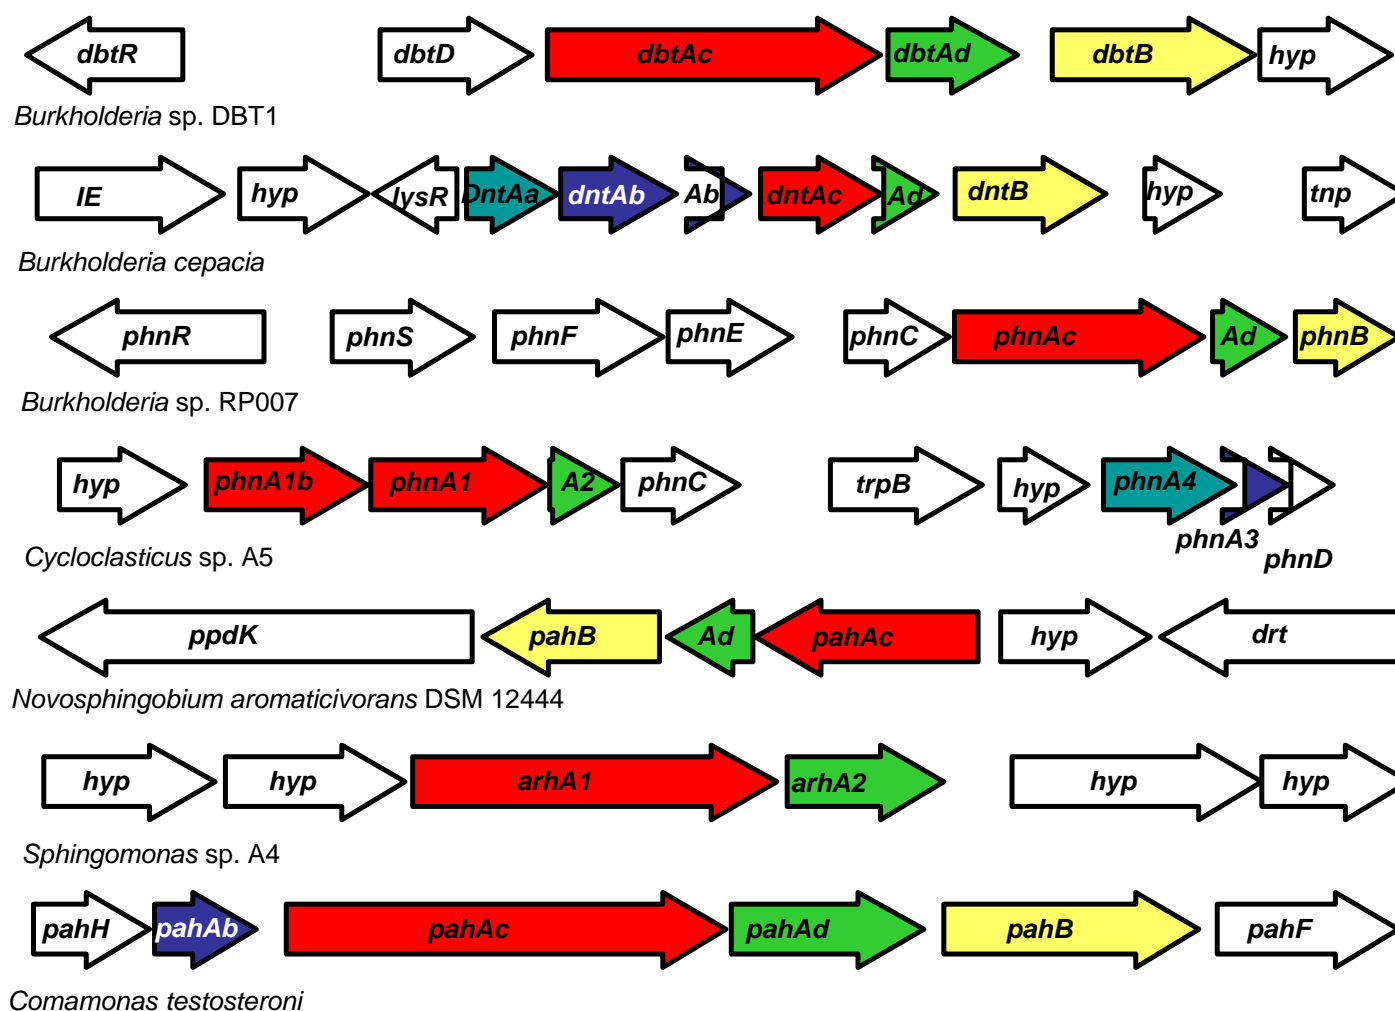 dbtR dbtD dbtAc dbtAd dbtB hyp
Burkholderia sp. DBT1
IE hyp lysR DntAa dntAb Ab dntAc Ad dntB hyp tnp
Burkholderia cepacia
phnR phnS phnF phnE phnC phnAc Ad phnB
Burkholderia sp. RP007
hyp phnA1b phnA1 A2 phnC trpB hyp phnA4
phnA3
phnD
Cycloclasticus sp. A5
ppdK pahB Ad pahAc hyp drt
Novosphingobium aromaticivorans DSM 12444
hyp hyp arhA1 arhA2 hyp hyp
Sphingomonas sp. A4
pahH pahAb pahAc pahAd pahB pahF
Comamonas testosteroni